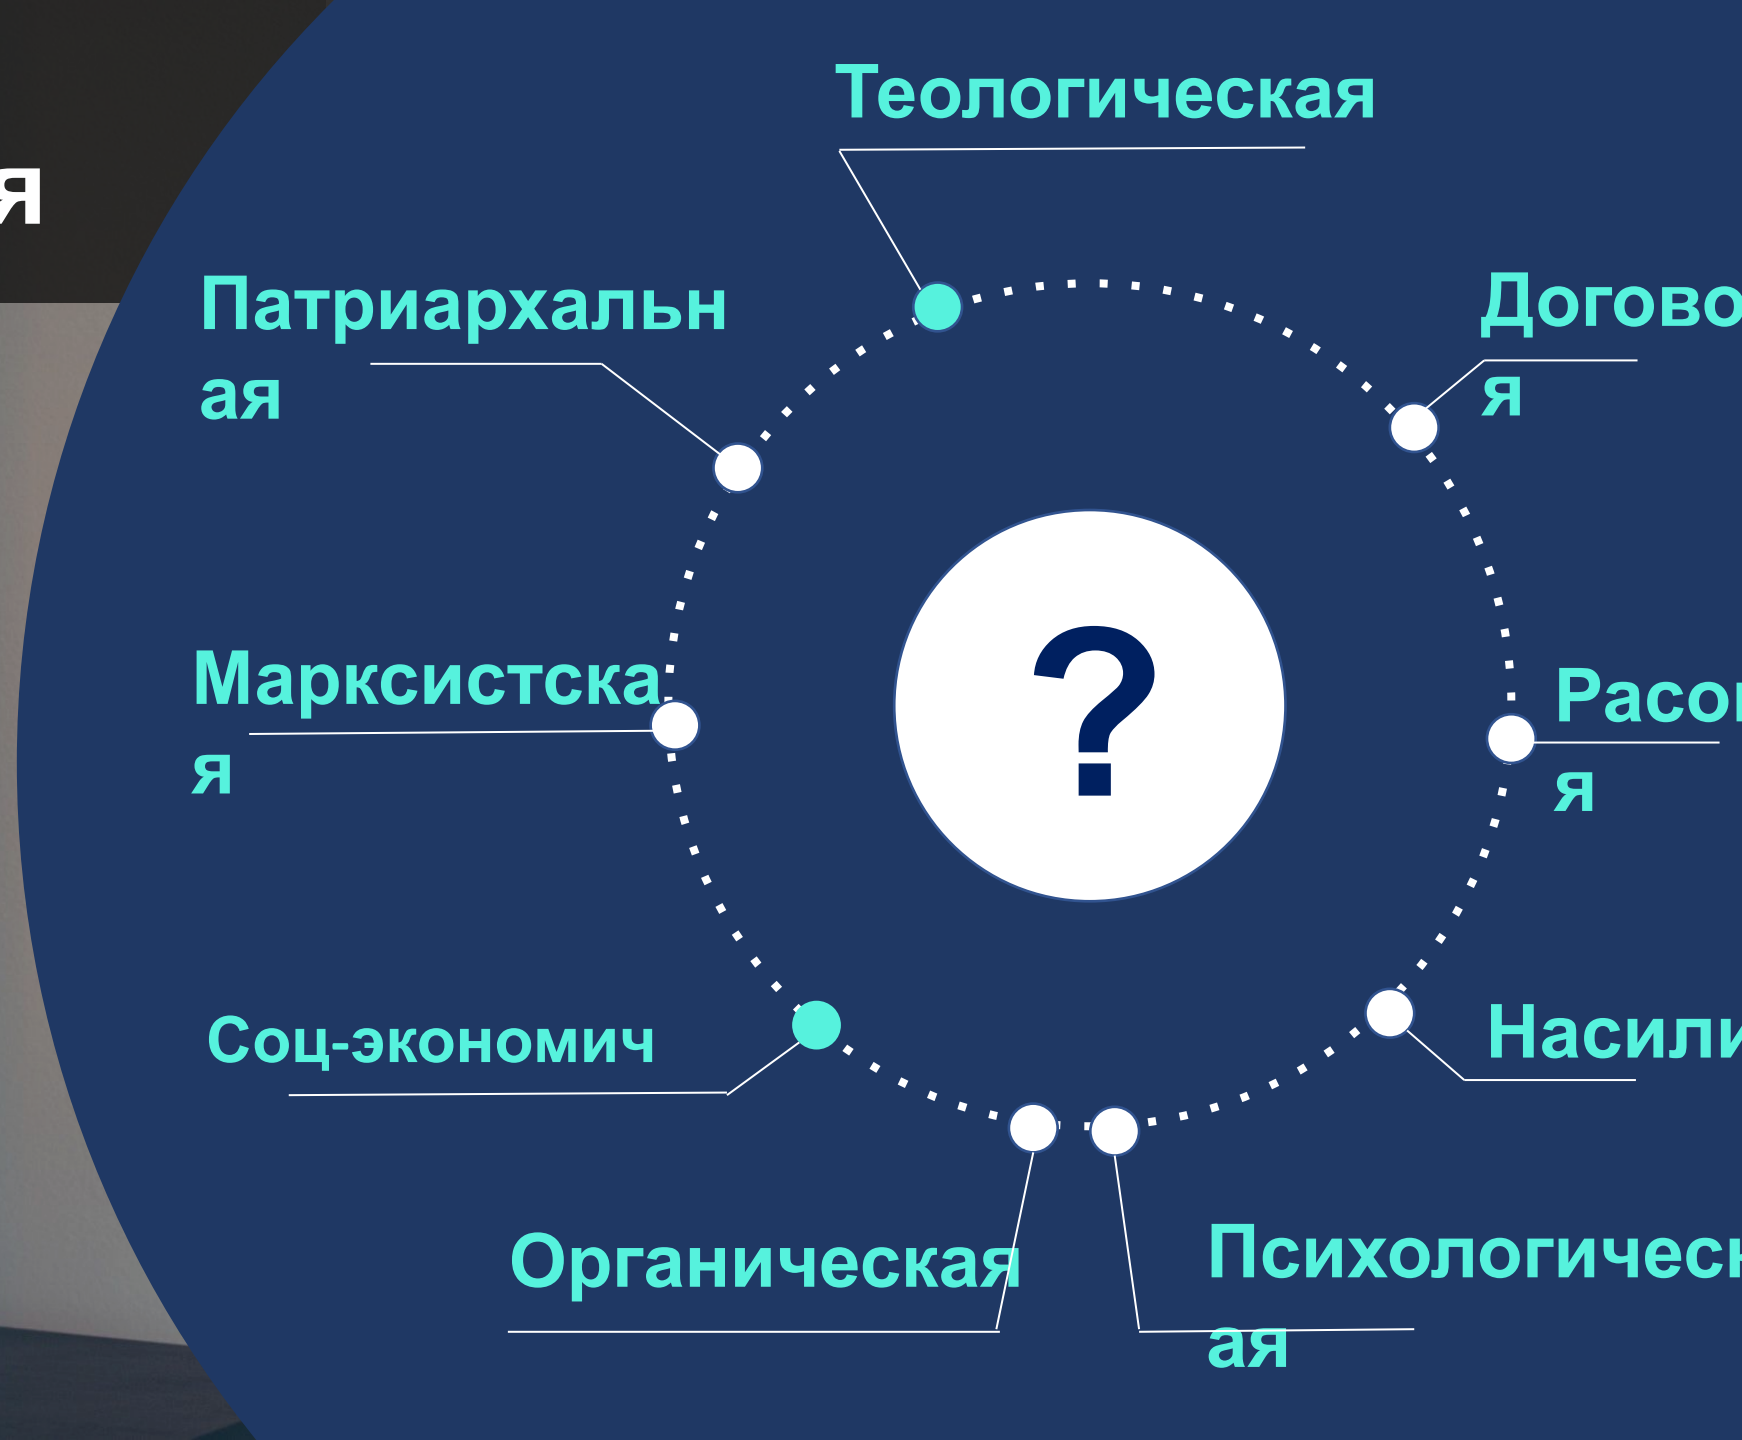 я
Теологическая
Патриархальн
ая
Догово
я
?
Марксистска
я
Расо
я
Соц-экономич
Насили
Органическая
Психологическ
ая